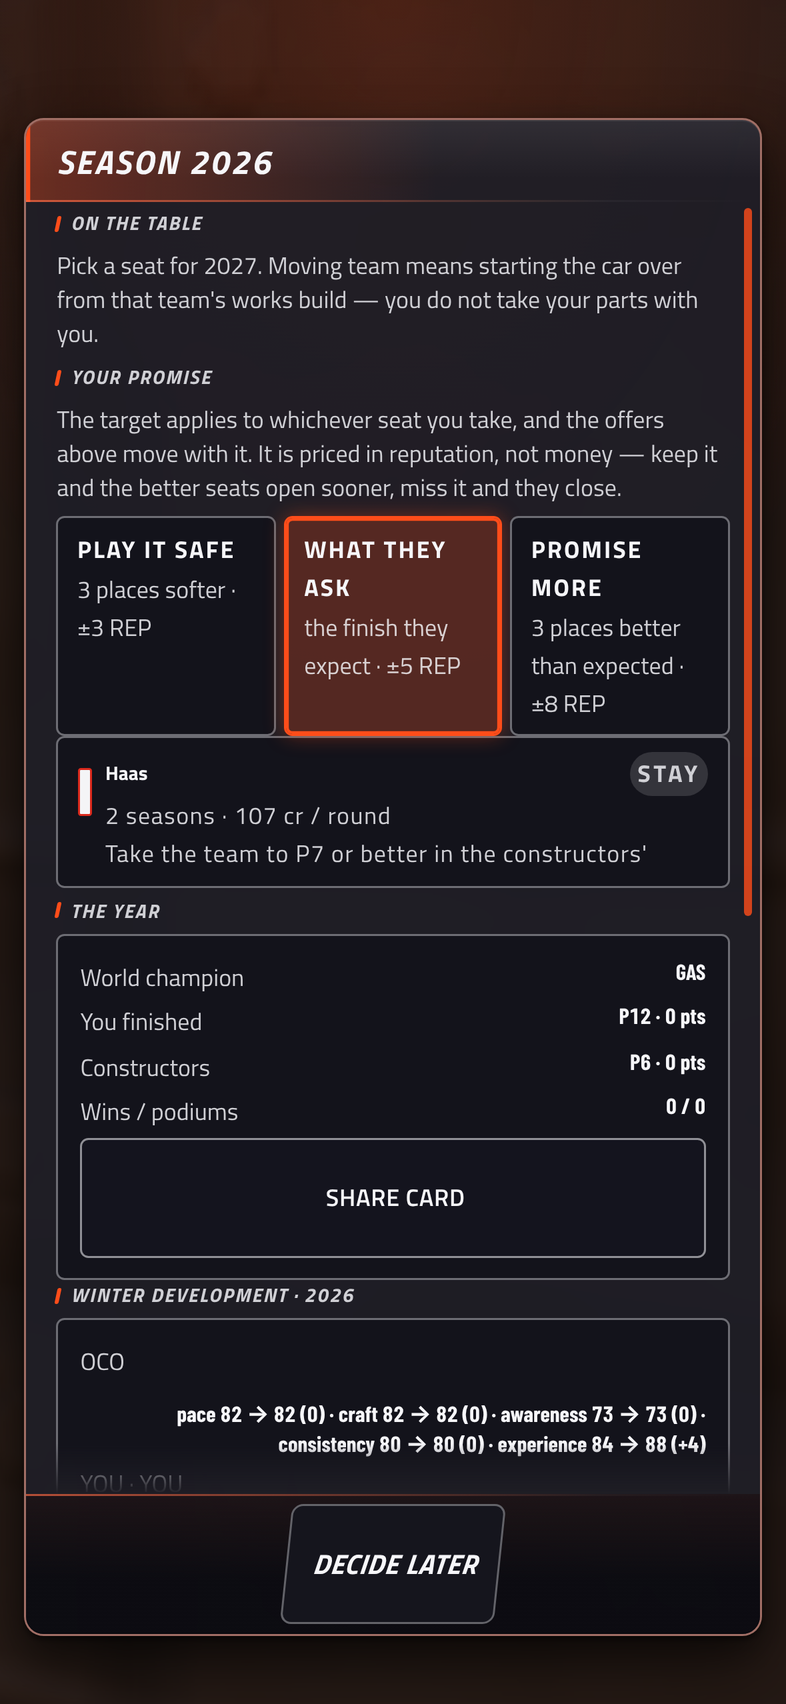 SEASON 2026
ON THE TABLE
Pick a seat for 2027. Moving team means starting the car over
from that team's works build — you do not take your parts with
you.
YOUR PROMISE
The target applies to whichever seat you take, and the offers
above move with it. It is priced in reputation, not money — keep it
and the better seats open sooner, miss it and they close.
PLAY IT SAFE
3 places softer ·
±3 REP
WHAT THEY
ASK
the finish they
expect · ±5 REP
PROMISE
MORE
3 places better
than expected ·
±8 REP
Haas
STAY
2 seasons · 107 cr / round
Take the team to P7 or better in the constructors'
THE YEAR
World champion GAS
You finished P12 · 0 pts
Constructors P6 · 0 pts
Wins / podiums 0 / 0
SHARE CARD
WINTER DEVELOPMENT · 2026
OCO
pace 82 → 82 (0) · craft 82 → 82 (0) · awareness 73 → 73 (0) ·
consistency 80 → 80 (0) · experience 84 → 88 (+4)
YOU · YOU
DECIDE LATER